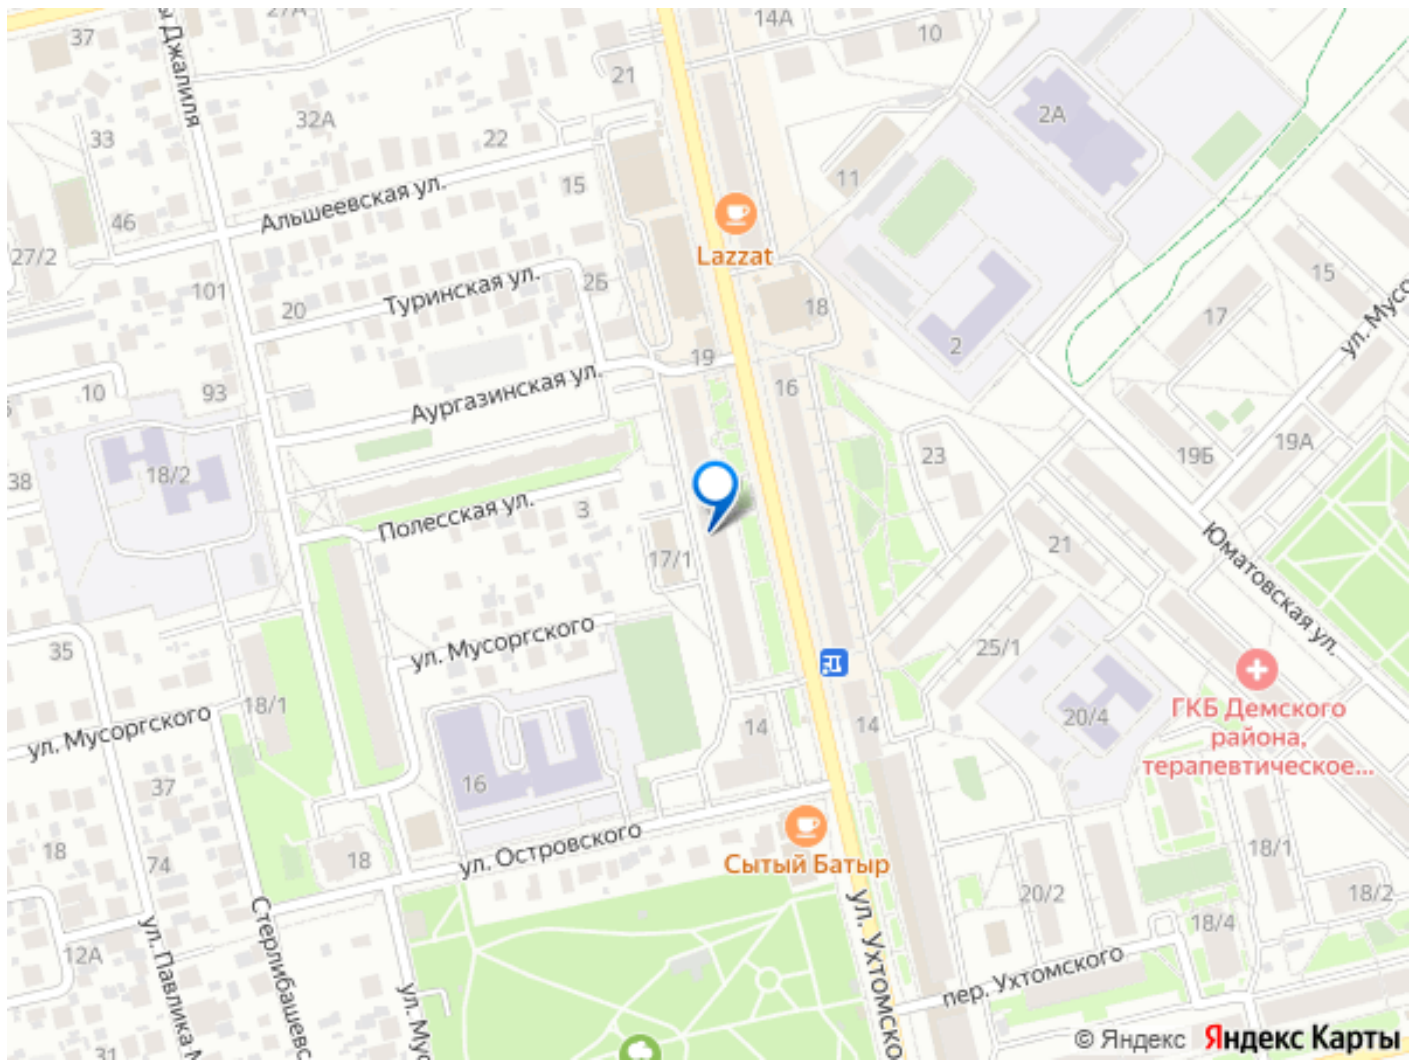 37
27А
14А
10
21
ы Джалиля
33
32А
22
2А
11
46
15
Альшеевская ул.
27/2
Lazzat
101
20
Туринская ул.
2Б
18
17
15
ул. Мусо
2
19
16
10
93
Аургазинская ул.
19А
19Б
23
38
18/2
Полесская ул.
3
17/1
21
Юматовская ул.
35
ул. Мусоргского
25/1
18/1
ул. Мусоргского
14
14
20/4
ГКБ Демского
района,
терапевтическое...
37
16
18
74
18
ул. Островского
Сытый Батыр
18/1
20/2
18/2
18/4
12А
ул. Павлика М
Стерлибашевс
ул. Мус
ул. Ухтомско
пер. Ухтомского
31
© Яндекс Яндекс Карты